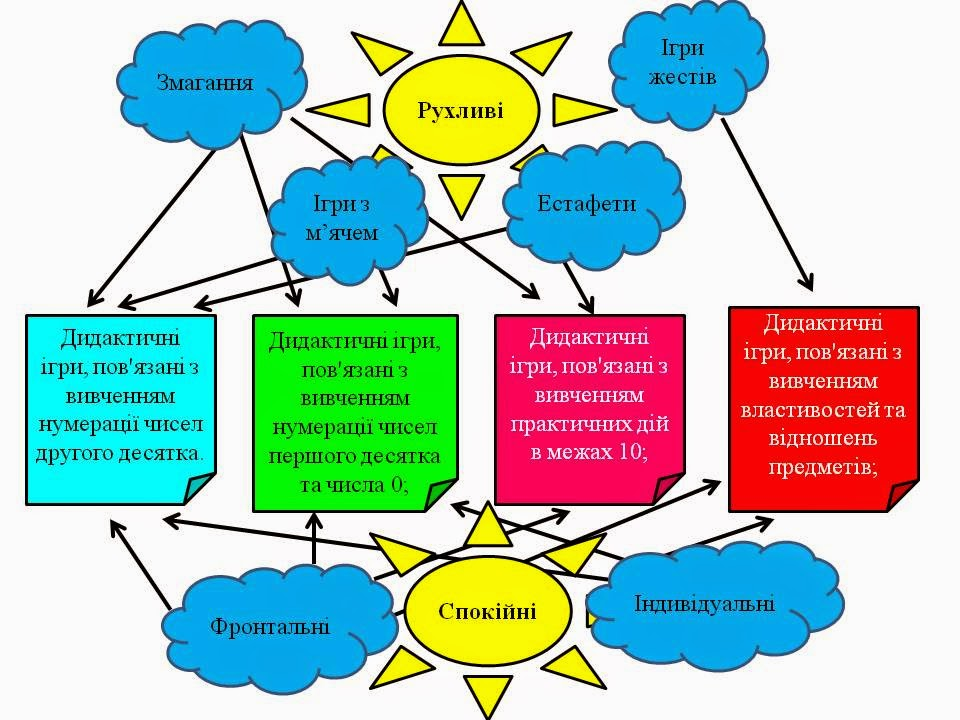 Змагання
Рухливі
Ігри
жестів
Ігри з
м’ячем
Естафети
Дидактичні
ігри, пов'язані з
вивченням
нумерації чисел
другого десятка.
Дидактичні ігри,
пов'язані з
вивченням
нумерації чисел
першого десятка
та числа 0;
Дидактичні
ігри, пов'язані з
вивченням
практичних дій
в межах 10;
Дидактичні
ігри, пов'язані з
вивченням
властивостей та
відношень
предметів;
Фронтальні
Спокійні
Індивідуальні